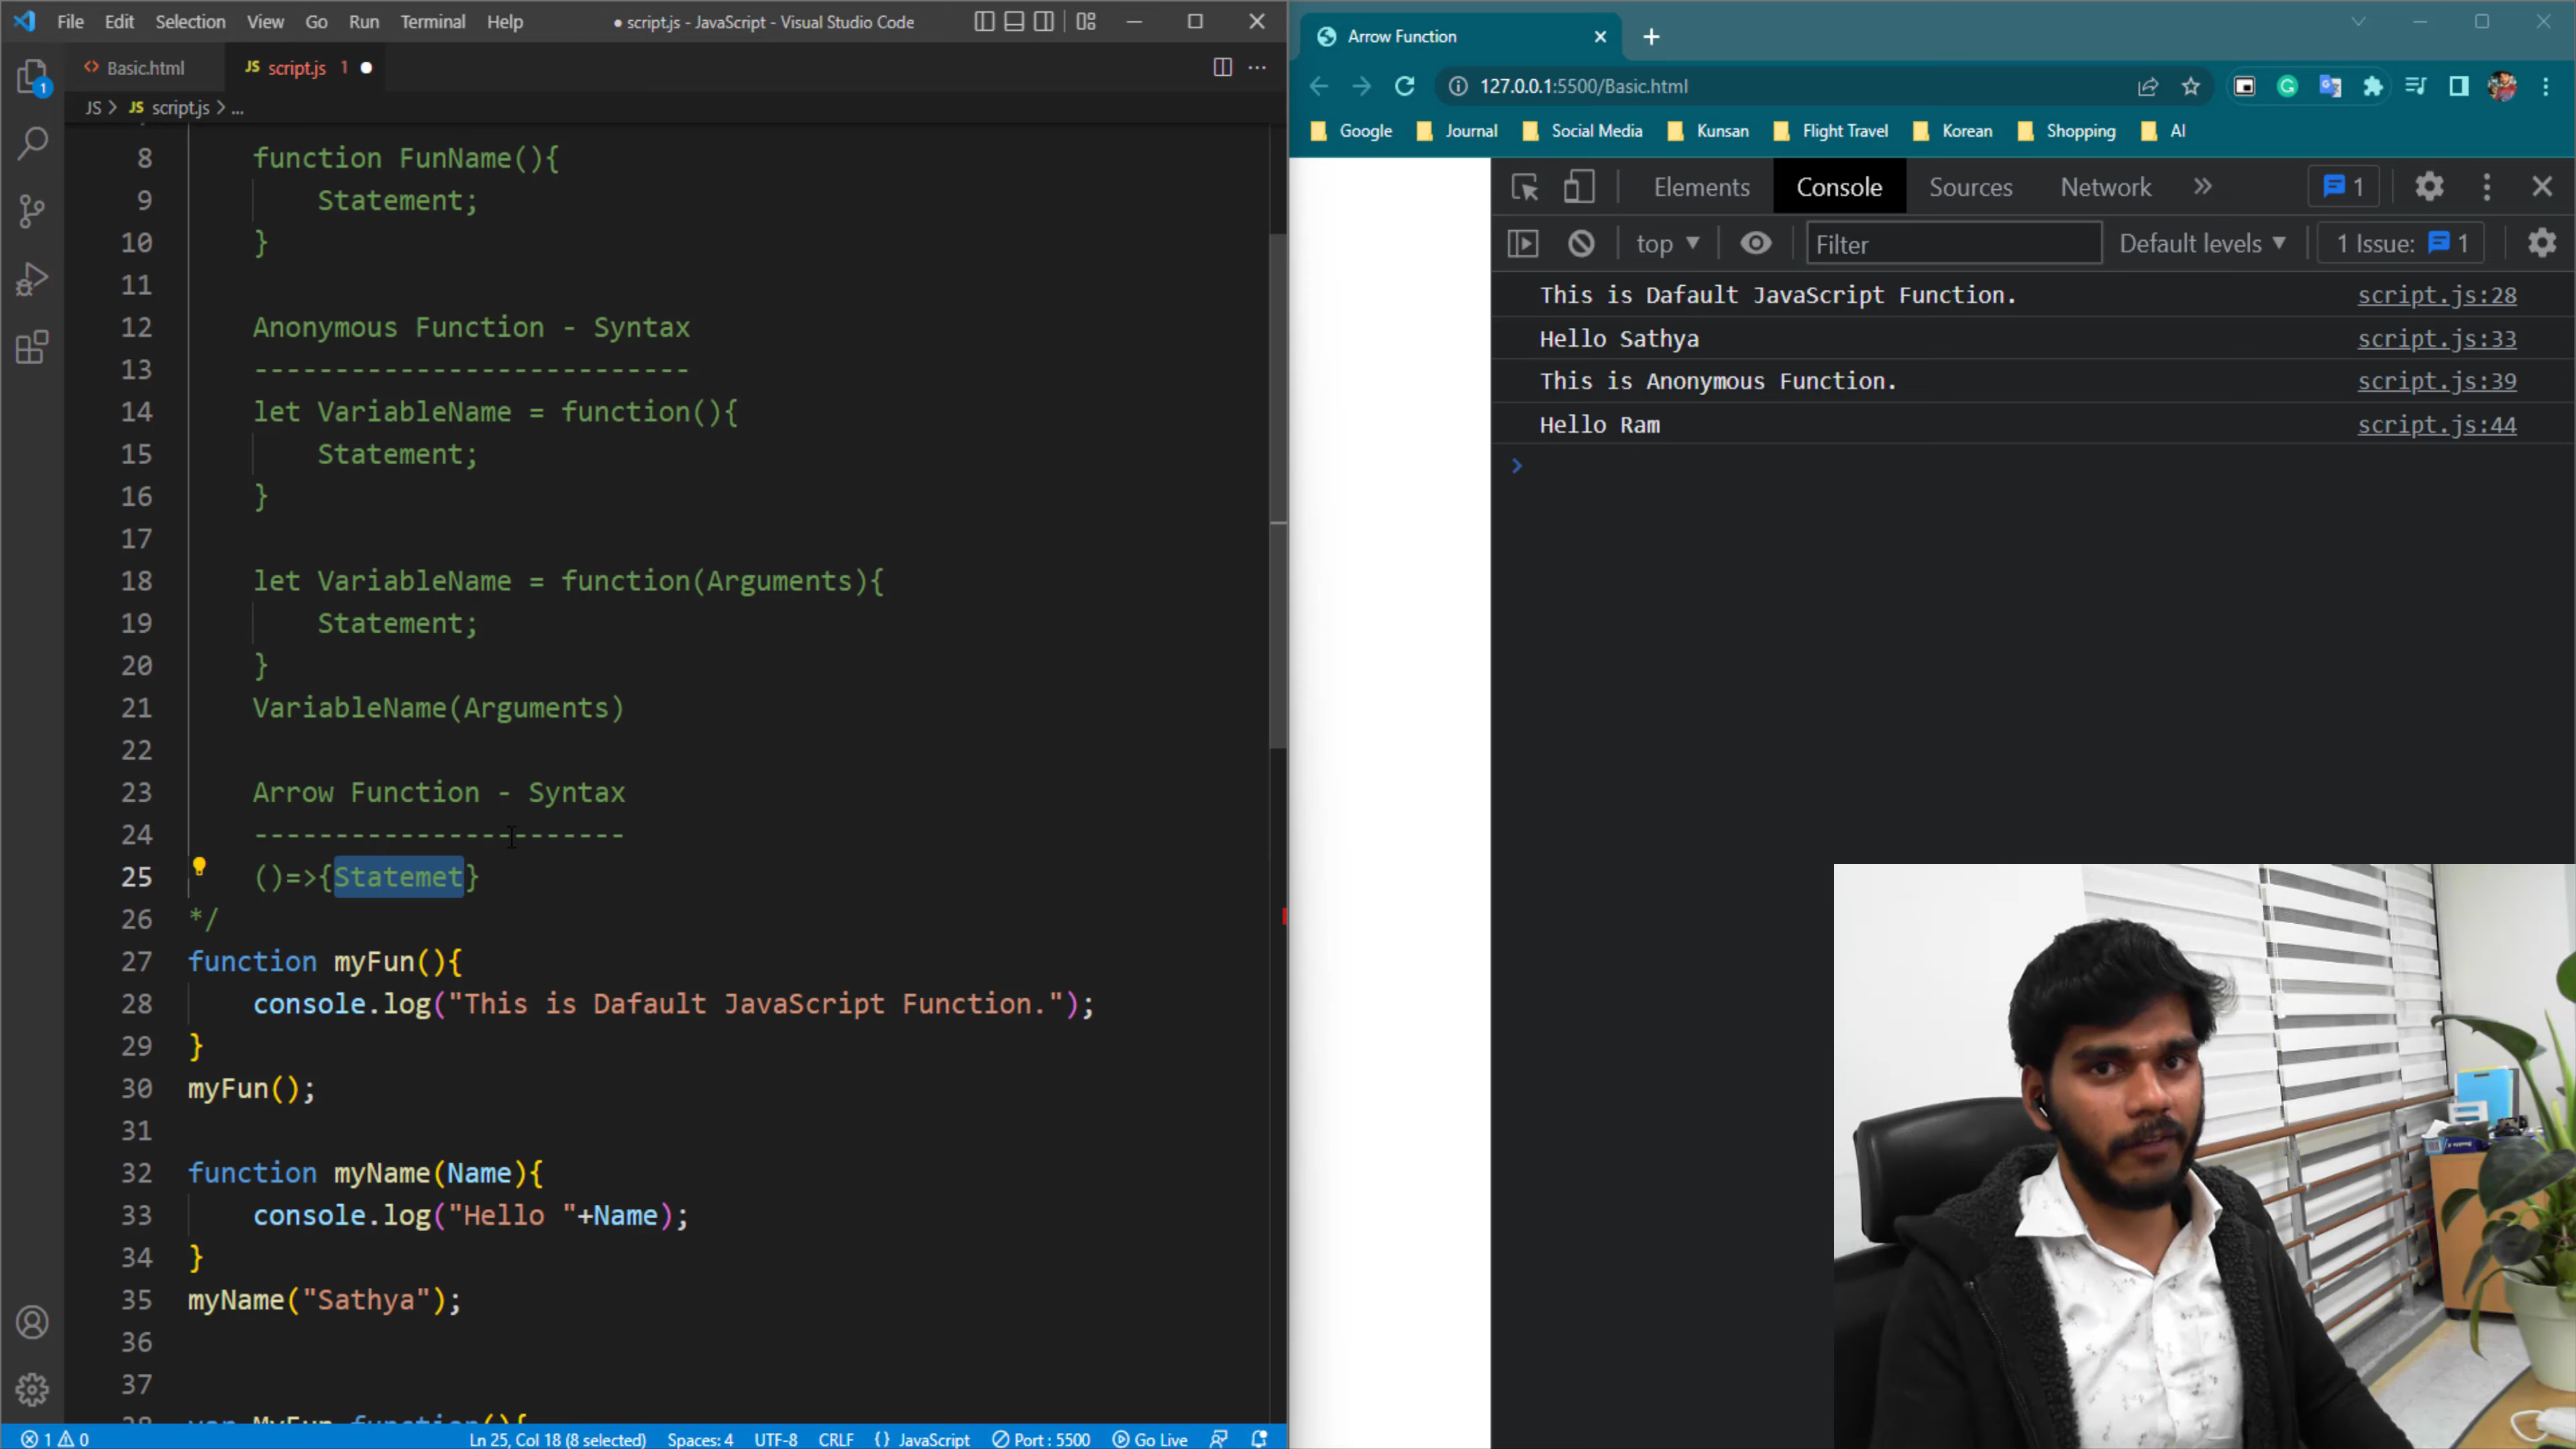 File Edit Selection View Go Run Terminal Help
● script.js - JavaScript - Visual Studio Code
Basic.html
JS script.js 1 ●
JS > JS script.js > ...
8 function FunName(){
9 Statement;
10 }
11
12 Anonymous Function - Syntax
13 ---------------------------
14 let VariableName = function(){
15 Statement;
16 }
17
18 let VariableName = function(Arguments){
19 Statement;
20 }
21 VariableName(Arguments)
22
23 Arrow Function - Syntax
24 -----------------------
25 ()=>{Statemet}
26 */
27 function myFun(){
28 console.log("This is Dafault JavaScript Function.");
29 }
30 myFun();
31
32 function myName(Name){
33 console.log("Hello "+Name);
34 }
35 myName("Sathya");
36
37
1 0 Ln 25, Col 18 (8 selected) Spaces: 4 UTF-8 CRLF {} JavaScript Port : 5500 Go Live
1
Arrow Function
127.0.0.1:5500/Basic.html
Google Journal Social Media Kunsan Flight Travel Korean Shopping AI
Elements Console Sources Network » 1
top Filter Default levels 1 Issue: 1
This is Dafault JavaScript Function. script.js:28
Hello Sathya script.js:33
This is Anonymous Function. script.js:39
Hello Ram script.js:44